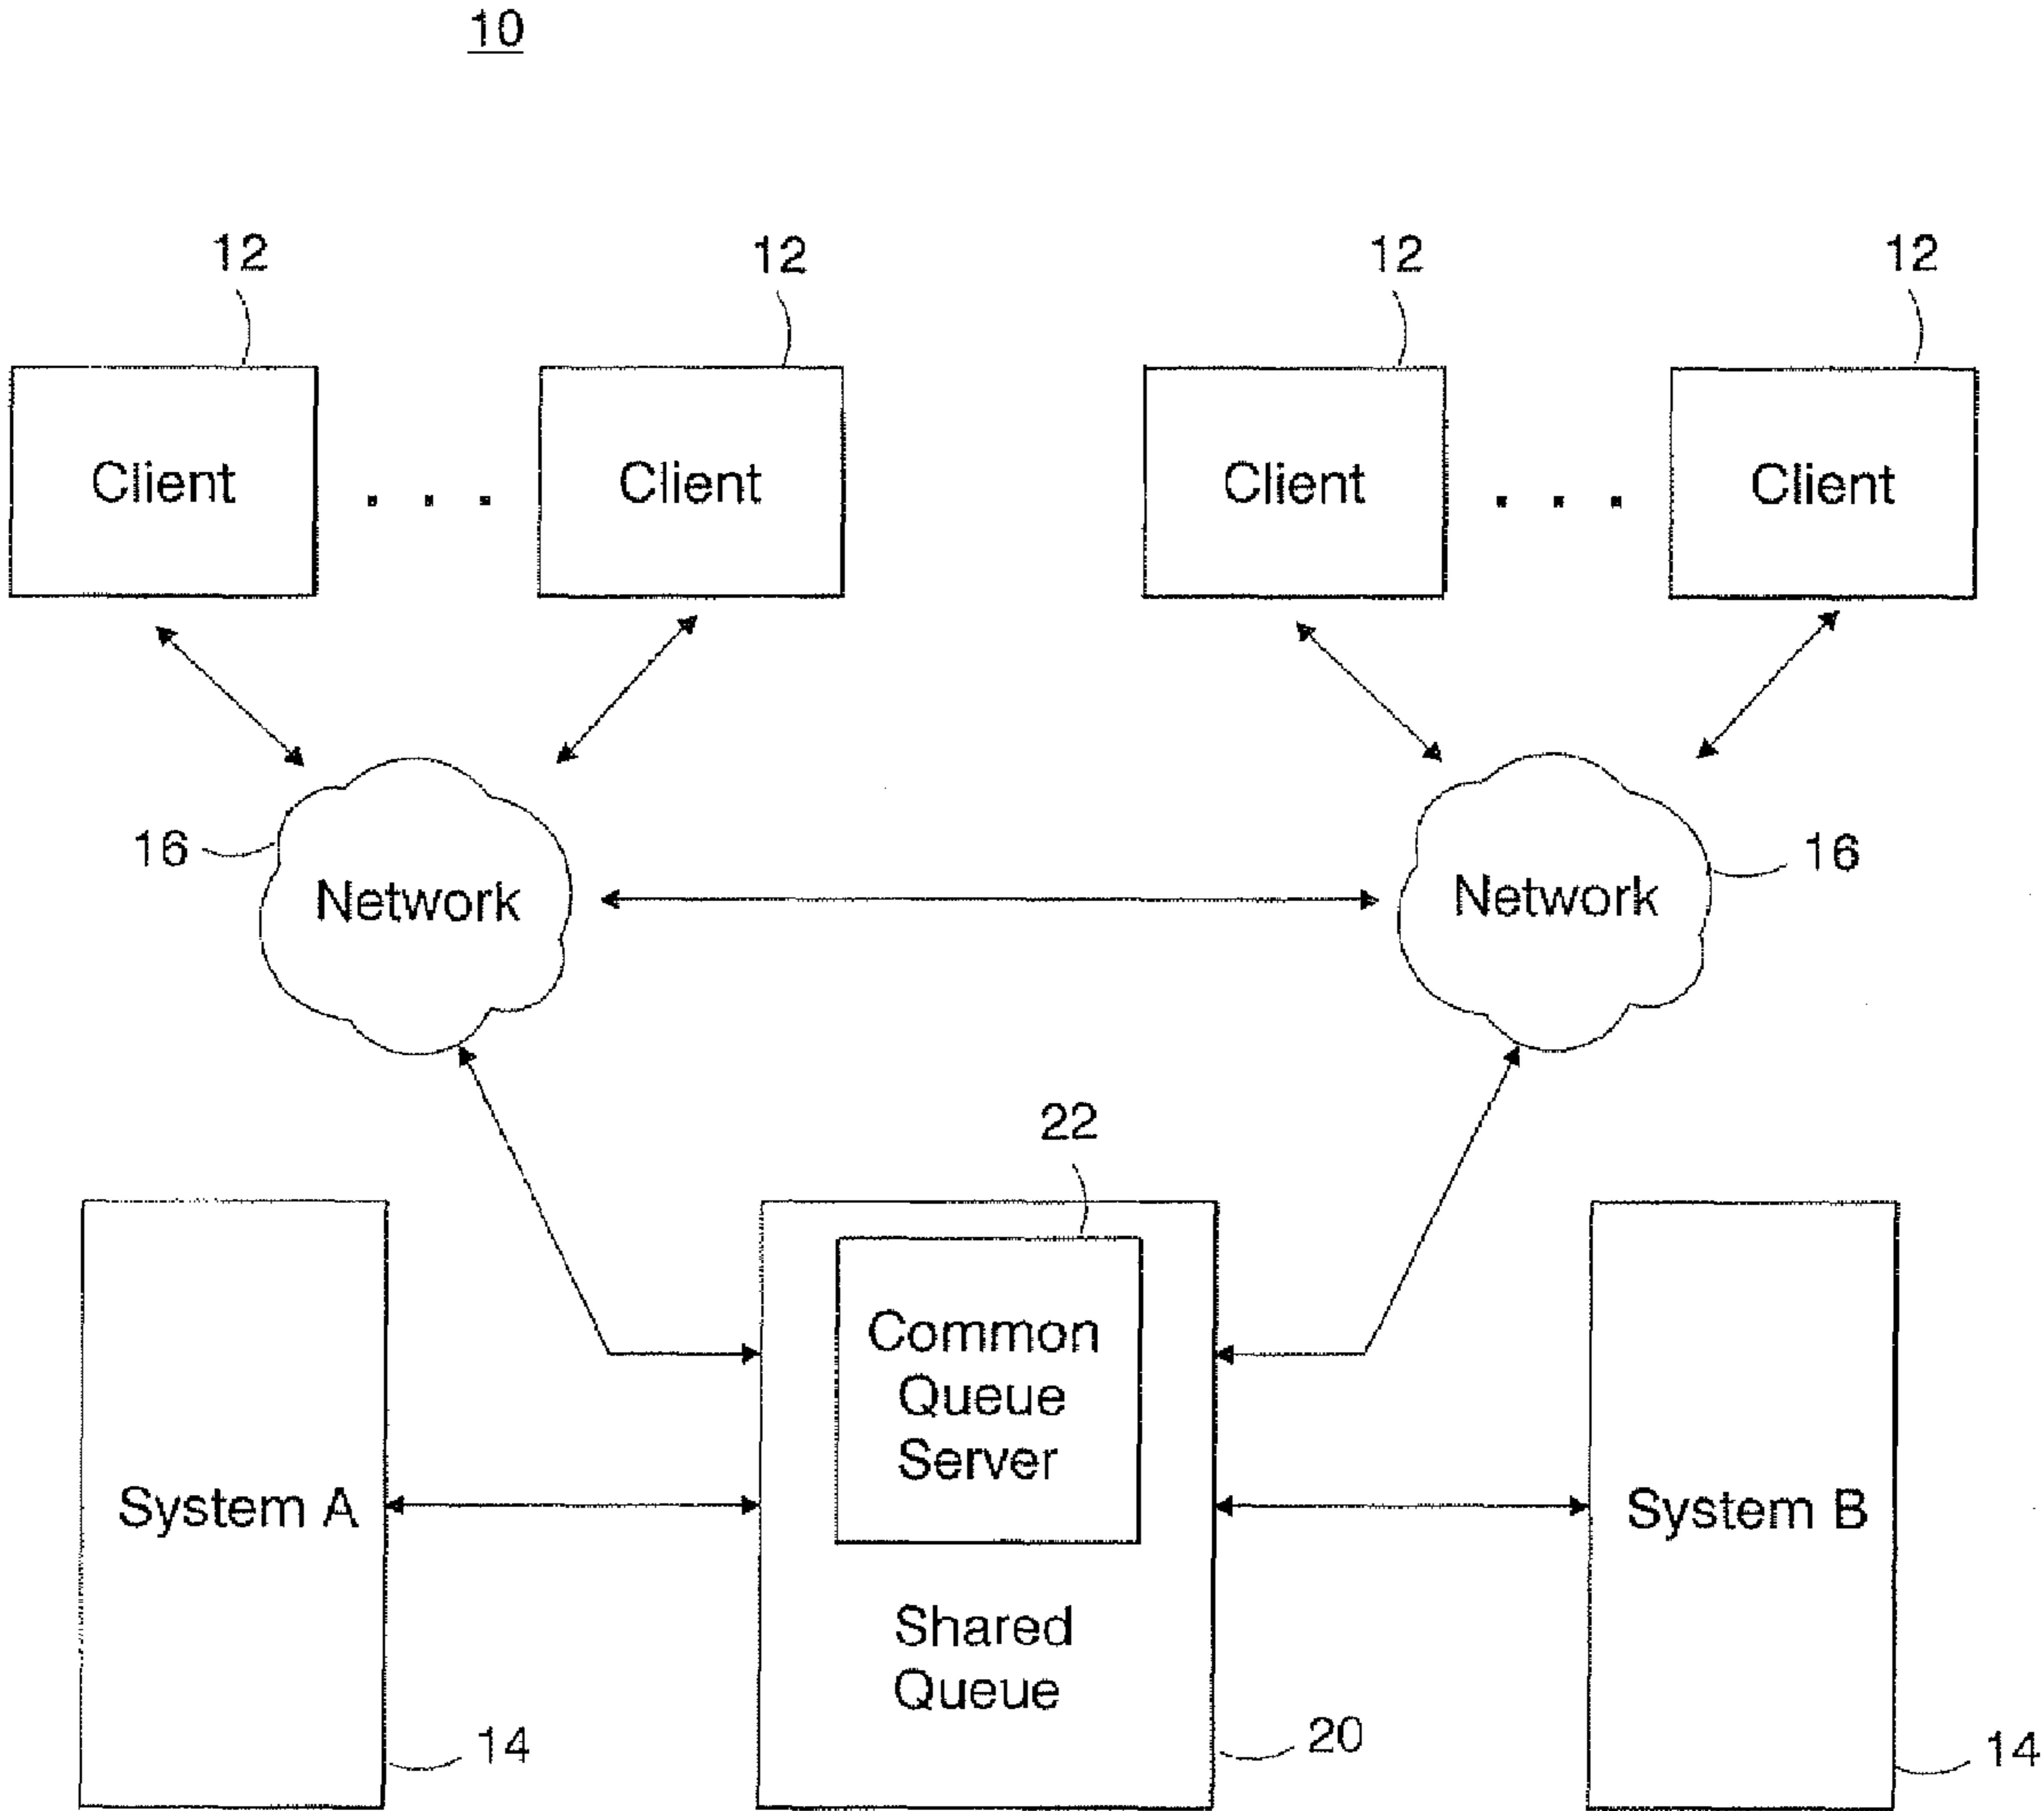 10
12
12
12
12
Client
. . .
Client
Client
. . .
Client
16
Network
Network
16
22
Common
Queue
Server
System A
System B
Shared
Queue
14
20
14